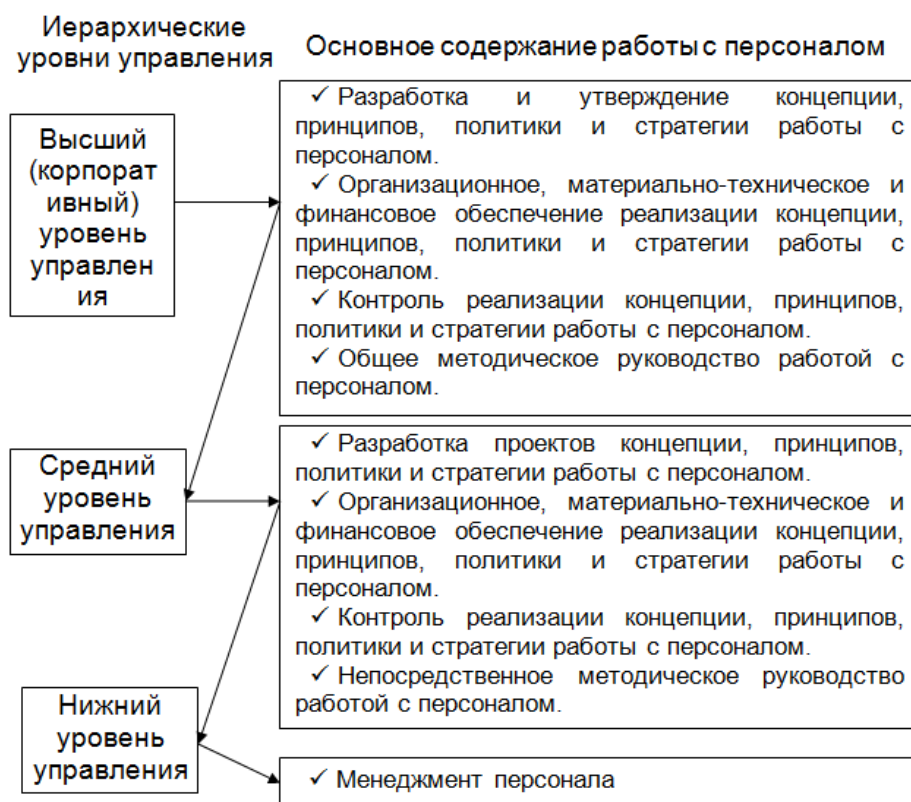 Иерархические
уровни управления
Основное содержание работы с персоналом
Высший
(корпорат
ивный)
уровень
управлен
ия
✓ Разработка и утверждение концепции,
принципов, политики и стратегии работы с
персоналом.
✓ Организационное, материально-техническое и
финансовое обеспечение реализации концепции,
принципов, политики и стратегии работы с
персоналом.
✓ Контроль реализации концепции, принципов,
политики и стратегии работы с персоналом.
✓ Общее методическое руководство работой с
персоналом.
Средний
уровень
управления
✓ Разработка проектов концепции, принципов,
политики и стратегии работы с персоналом.
✓ Организационное, материально-техническое и
финансовое обеспечение реализации концепции,
принципов, политики и стратегии работы с
персоналом.
✓ Контроль реализации концепции, принципов,
политики и стратегии работы с персоналом.
✓ Непосредственное методическое руководство
работой с персоналом.
Нижний
уровень
управления
✓ Менеджмент персонала